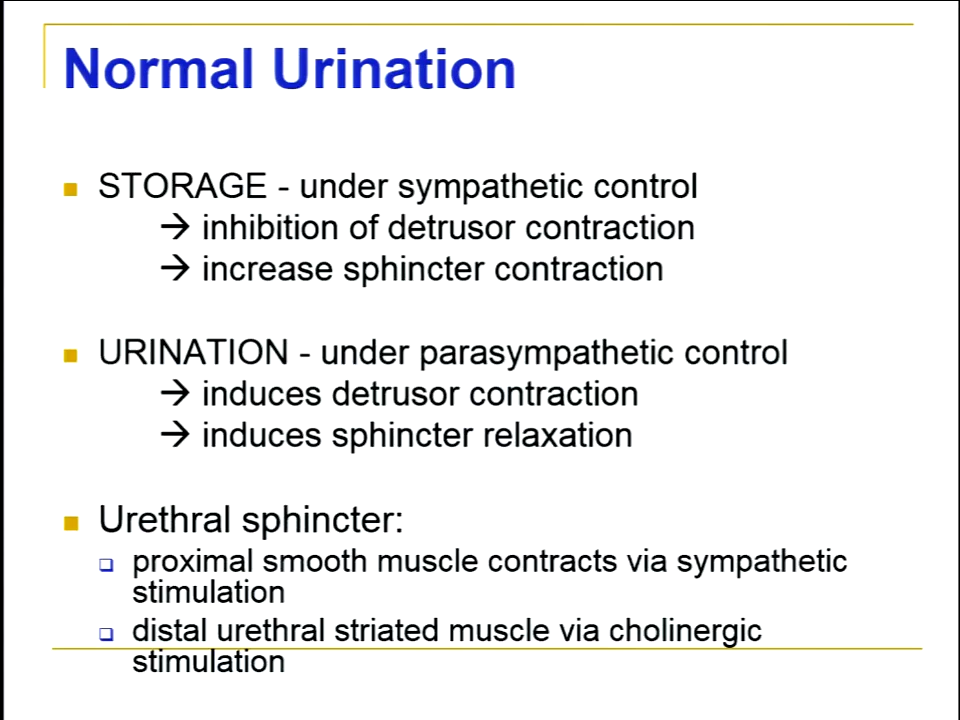 Normal Urination
STORAGE - under sympathetic control
→ inhibition of detrusor contraction
→ increase sphincter contraction
URINATION - under parasympathetic control
→ induces detrusor contraction
→ induces sphincter relaxation
Urethral sphincter:
proximal smooth muscle contracts via sympathetic
stimulation
distal urethral striated muscle via cholinergic
stimulation